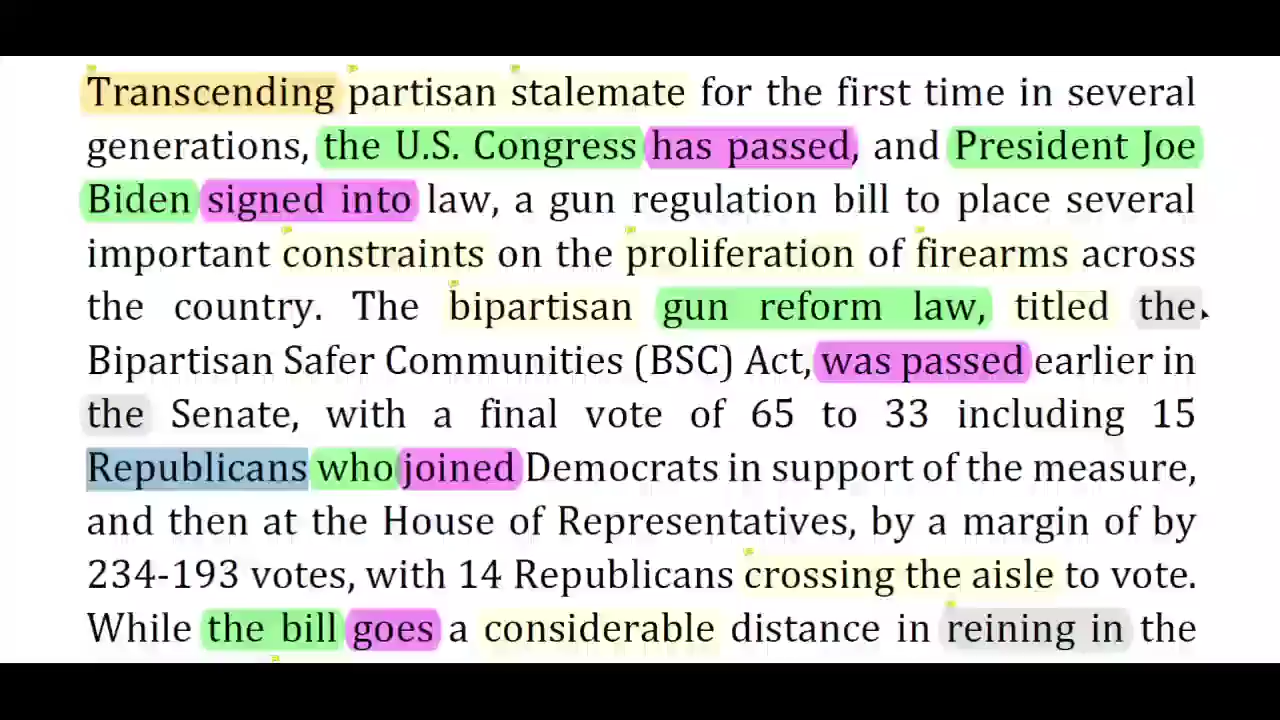 Transcending partisan stalemate for the first time in several
generations, the U.S. Congress has passed, and President Joe
Biden signed into law, a gun regulation bill to place several
important constraints on the proliferation of firearms across
the country. The bipartisan gun reform law, titled the
Bipartisan Safer Communities (BSC) Act, was passed earlier in
the Senate, with a final vote of 65 to 33 including 15
Republicans who joined Democrats in support of the measure,
and then at the House of Representatives, by a margin of by
234-193 votes, with 14 Republicans crossing the aisle to vote.
While the bill goes a considerable distance in reining in the